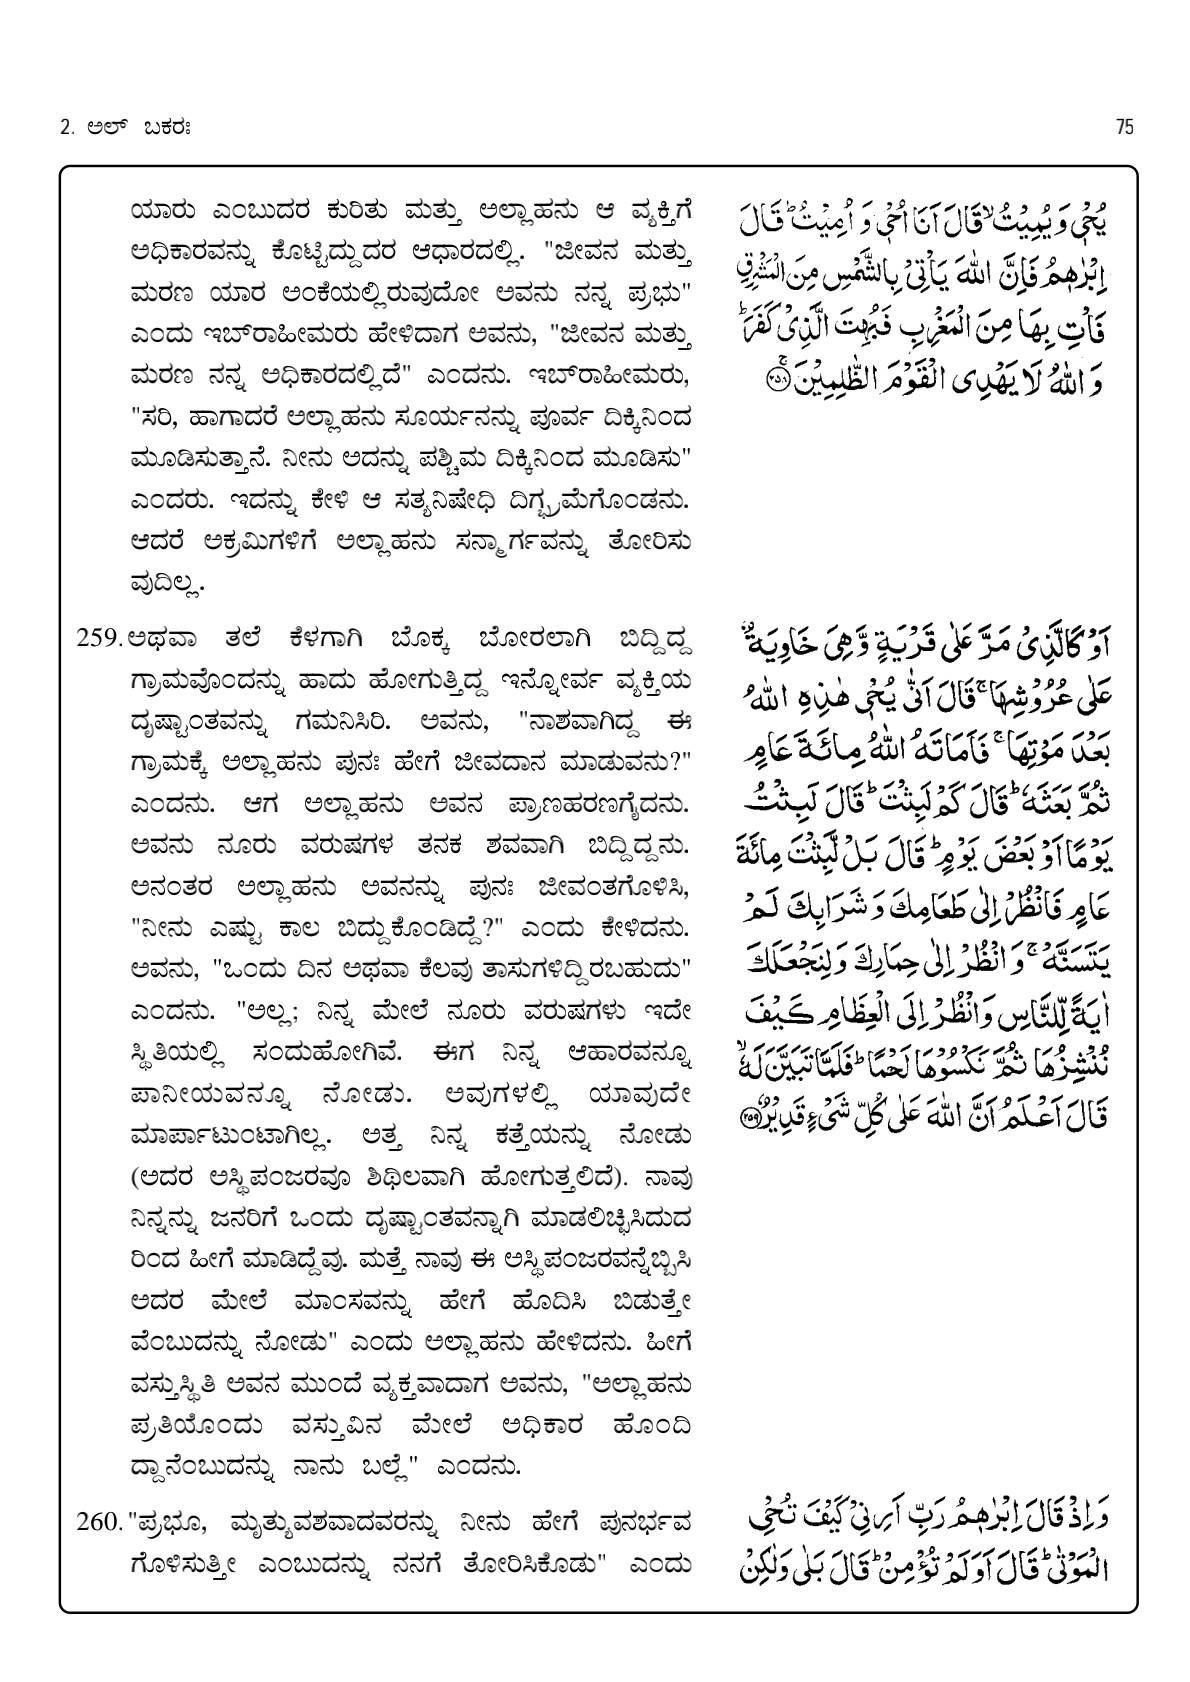 2. ಅಲ್ ಬಕರಃ
75
ಯಾರು ಎಂಬುದರ ಕುರಿತು ಮತ್ತು ಅಲ್ಲಾಹನು ಆ ವ್ಯಕ್ತಿಗೆ
ಅಧಿಕಾರವನ್ನು ಕೊಟ್ಟಿದ್ದುದರ ಆಧಾರದಲ್ಲಿ. "ಜೀವನ ಮತ್ತು
ಮರಣ ಯಾರ ಅಂಕೆಯಲ್ಲಿರುವುದೋ ಅವನು ನನ್ನ ಪ್ರಭು"
ಎಂದು ಇಬ್‌ರಾಹೀಮರು ಹೇಳಿದಾಗ ಅವನು, "ಜೀವನ ಮತ್ತು
ಮರಣ ನನ್ನ ಅಧಿಕಾರದಲ್ಲಿದೆ" ಎಂದನು. ಇಬ್‌ರಾಹೀಮರು,
"ಸರಿ, ಹಾಗಾದರೆ ಅಲ್ಲಾಹನು ಸೂರ್ಯನನ್ನು ಪೂರ್ವ ದಿಕ್ಕಿನಿಂದ
ಮೂಡಿಸುತ್ತಾನೆ. ನೀನು ಅದನ್ನು ಪಶ್ಚಿಮ ದಿಕ್ಕಿನಿಂದ ಮೂಡಿಸು"
ಎಂದರು. ಇದನ್ನು ಕೇಳಿ ಆ ಸತ್ಯನಿಷೇಧಿ ದಿಗ್ಭ್ರಮೆಗೊಂಡನು.
ಆದರೆ ಅಕ್ರಮಿಗಳಿಗೆ ಅಲ್ಲಾಹನು ಸನ್ಮಾರ್ಗವನ್ನು ತೋರಿಸು
ವುದಿಲ್ಲ.
يُحْيٖ وَ يُمِيْتُ ۙ قَالَ اَنَا اُحْيٖ وَ اُمِيْتُ ؕ قَالَ
اِبْرٰهٖمُ فَاِنَّ اللّٰهَ يَاْتِيْ بِالشَّمْسِ مِنَ الْمَشْرِقِ
فَاْتِ بِهَا مِنَ الْمَغْرِبِ فَبُهِتَ الَّذِيْ كَفَرَ ؕ
وَ اللّٰهُ لَا يَهْدِي الْقَوْمَ الظّٰلِمِيْنَ ۚ ﴿۲۵۸﴾
259. ಅಥವಾ ತಲೆ ಕೆಳಗಾಗಿ ಬೊಕ್ಕ ಬೋರಲಾಗಿ ಬಿದ್ದಿದ್ದ
ಗ್ರಾಮವೊಂದನ್ನು ಹಾದು ಹೋಗುತ್ತಿದ್ದ ಇನ್ನೋರ್ವ ವ್ಯಕ್ತಿಯ
ದೃಷ್ಟಾಂತವನ್ನು ಗಮನಿಸಿರಿ. ಅವನು, "ನಾಶವಾಗಿದ್ದ ಈ
ಗ್ರಾಮಕ್ಕೆ ಅಲ್ಲಾಹನು ಪುನಃ ಹೇಗೆ ಜೀವದಾನ ಮಾಡುವನು?"
ಎಂದನು. ಆಗ ಅಲ್ಲಾಹನು ಅವನ ಪ್ರಾಣಹರಣಗೈದನು.
ಅವನು ನೂರು ವರುಷಗಳ ತನಕ ಶವವಾಗಿ ಬಿದ್ದಿದ್ದನು.
ಅನಂತರ ಅಲ್ಲಾಹನು ಅವನನ್ನು ಪುನಃ ಜೀವಂತಗೊಳಿಸಿ,
"ನೀನು ಎಷ್ಟು ಕಾಲ ಬಿದ್ದುಕೊಂಡಿದ್ದೆ?" ಎಂದು ಕೇಳಿದನು.
ಅವನು, "ಒಂದು ದಿನ ಅಥವಾ ಕೆಲವು ತಾಸುಗಳಿದ್ದಿರಬಹುದು"
ಎಂದನು. "ಅಲ್ಲ; ನಿನ್ನ ಮೇಲೆ ನೂರು ವರುಷಗಳು ಇದೇ
ಸ್ಥಿತಿಯಲ್ಲಿ ಸಂದುಹೋಗಿವೆ. ಈಗ ನಿನ್ನ ಆಹಾರವನ್ನೂ
ಪಾನೀಯವನ್ನೂ ನೋಡು. ಅವುಗಳಲ್ಲಿ ಯಾವುದೇ
ಮಾರ್ಪಾಟುಂಟಾಗಿಲ್ಲ. ಅತ್ತ ನಿನ್ನ ಕತ್ತೆಯನ್ನು ನೋಡು
(ಅದರ ಅಸ್ಥಿಪಂಜರವೂ ಶಿಥಿಲವಾಗಿ ಹೋಗುತ್ತಲಿದೆ). ನಾವು
ನಿನ್ನನ್ನು ಜನರಿಗೆ ಒಂದು ದೃಷ್ಟಾಂತವನ್ನಾಗಿ ಮಾಡಲಿಚ್ಛಿಸಿದುದ
ರಿಂದ ಹೀಗೆ ಮಾಡಿದ್ದೆವು. ಮತ್ತೆ ನಾವು ಈ ಅಸ್ಥಿಪಂಜರವನ್ನೆಬ್ಬಿಸಿ
ಅದರ ಮೇಲೆ ಮಾಂಸವನ್ನು ಹೇಗೆ ಹೊದಿಸಿ ಬಿಡುತ್ತೇ
ವೆಂಬುದನ್ನು ನೋಡು" ಎಂದು ಅಲ್ಲಾಹನು ಹೇಳಿದನು. ಹೀಗೆ
ವಸ್ತುಸ್ಥಿತಿ ಅವನ ಮುಂದೆ ವ್ಯಕ್ತವಾದಾಗ ಅವನು, "ಅಲ್ಲಾಹನು
ಪ್ರತಿಯೊಂದು ವಸ್ತುವಿನ ಮೇಲೆ ಅಧಿಕಾರ ಹೊಂದಿ
ದ್ದಾನೆಂಬುದನ್ನು ನಾನು ಬಲ್ಲೆ" ಎಂದನು.
اَوْ كَالَّذِيْ مَرَّ عَلٰى قَرْيَةٍ وَّ هِيَ خَاوِيَةٌ
عَلٰى عُرُوْشِهَا ۚ قَالَ اَنّٰى يُحْيٖ هٰذِهِ اللّٰهُ
بَعْدَ مَوْتِهَا ۚ فَاَمَاتَهُ اللّٰهُ مِائَةَ عَامٍ
ثُمَّ بَعَثَهٗ ؕ قَالَ كَمْ لَبِثْتَ ؕ قَالَ لَبِثْتُ
يَوْمًا اَوْ بَعْضَ يَوْمٍ ؕ قَالَ بَلْ لَّبِثْتَ مِائَةَ
عَامٍ فَانْظُرْ اِلٰى طَعَامِكَ وَ شَرَابِكَ لَمْ
يَتَسَنَّهْ ۚ وَ انْظُرْ اِلٰى حِمَارِكَ وَ لِنَجْعَلَكَ
اٰيَةً لِّلنَّاسِ وَ انْظُرْ اِلَى الْعِظَامِ كَيْفَ
نُنْشِزُهَا ثُمَّ نَكْسُوْهَا لَحْمًا ؕ فَلَمَّا تَبَيَّنَ لَهٗ ۙ
قَالَ اَعْلَمُ اَنَّ اللّٰهَ عَلٰى كُلِّ شَيْءٍ قَدِيْرٌ ﴿۲۵۹﴾
260. "ಪ್ರಭೂ, ಮೃತ್ಯುವಶವಾದವರನ್ನು ನೀನು ಹೇಗೆ ಪುನರ್ಭವ
ಗೊಳಿಸುತ್ತೀ ಎಂಬುದನ್ನು ನನಗೆ ತೋರಿಸಿಕೊಡು" ಎಂದು
وَ اِذْ قَالَ اِبْرٰهٖمُ رَبِّ اَرِنِيْ كَيْفَ تُحْيِ
الْمَوْتٰى ؕ قَالَ اَوَ لَمْ تُؤْمِنْ ؕ قَالَ بَلٰى وَ لٰكِنْ